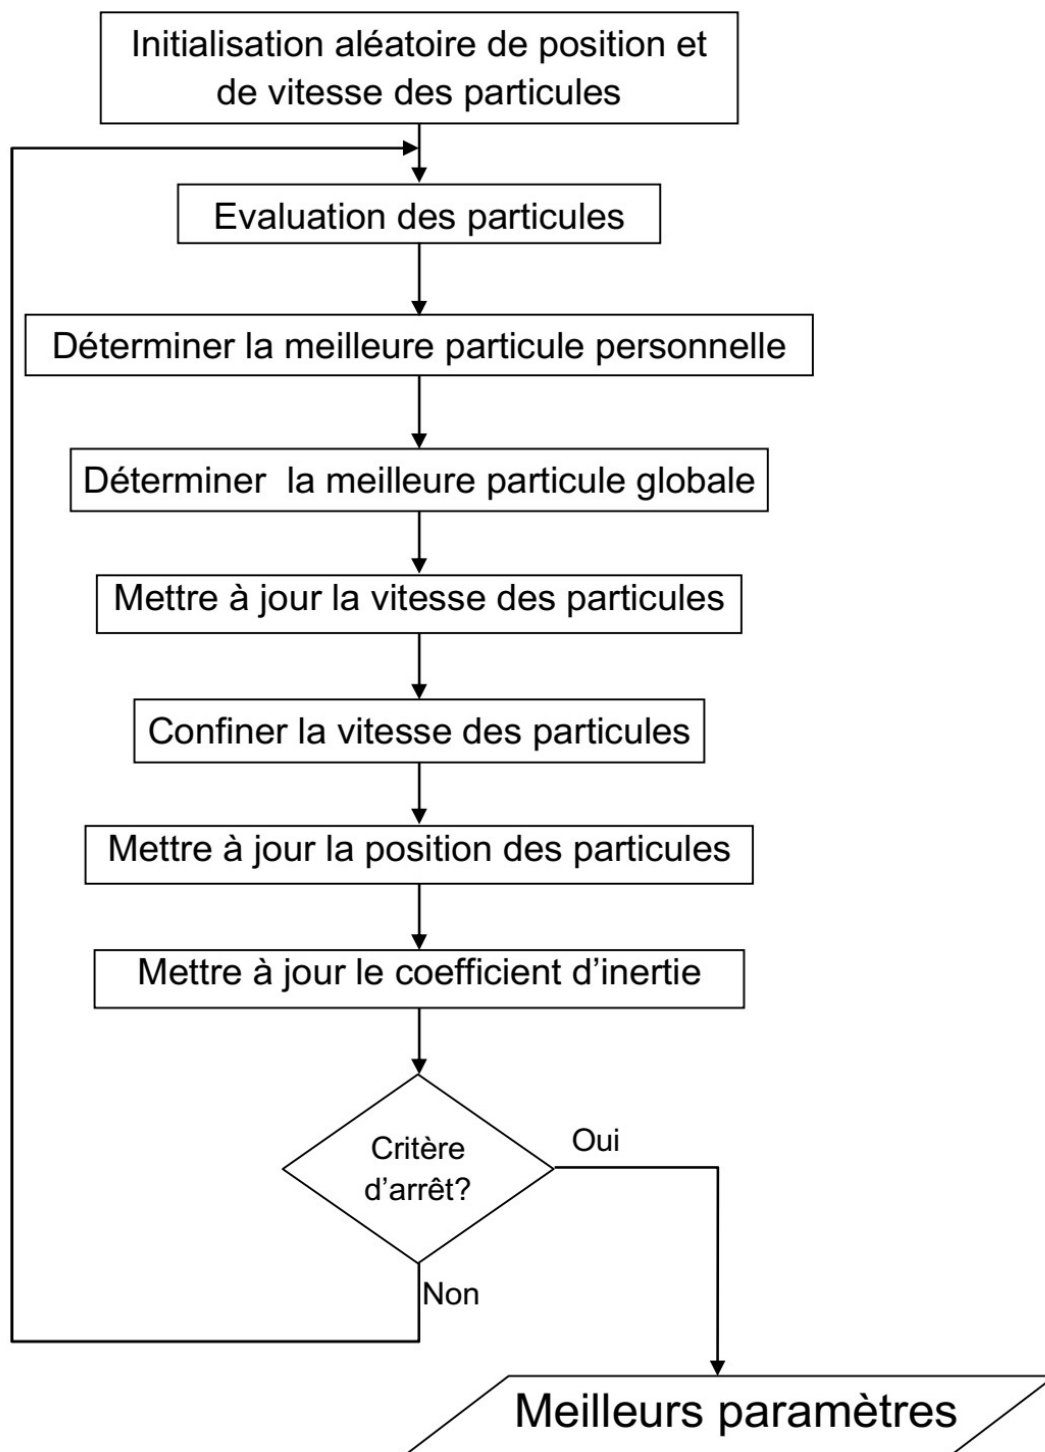 Initialisation aléatoire de position et
de vitesse des particules
Evaluation des particules
Déterminer la meilleure particule personnelle
Déterminer  la meilleure particule globale
Mettre à jour la vitesse des particules
Confiner la vitesse des particules
Mettre à jour la position des particules
Mettre à jour le coefficient d’inertie
Critère
d’arrêt?
Oui
Non
Meilleurs paramètres